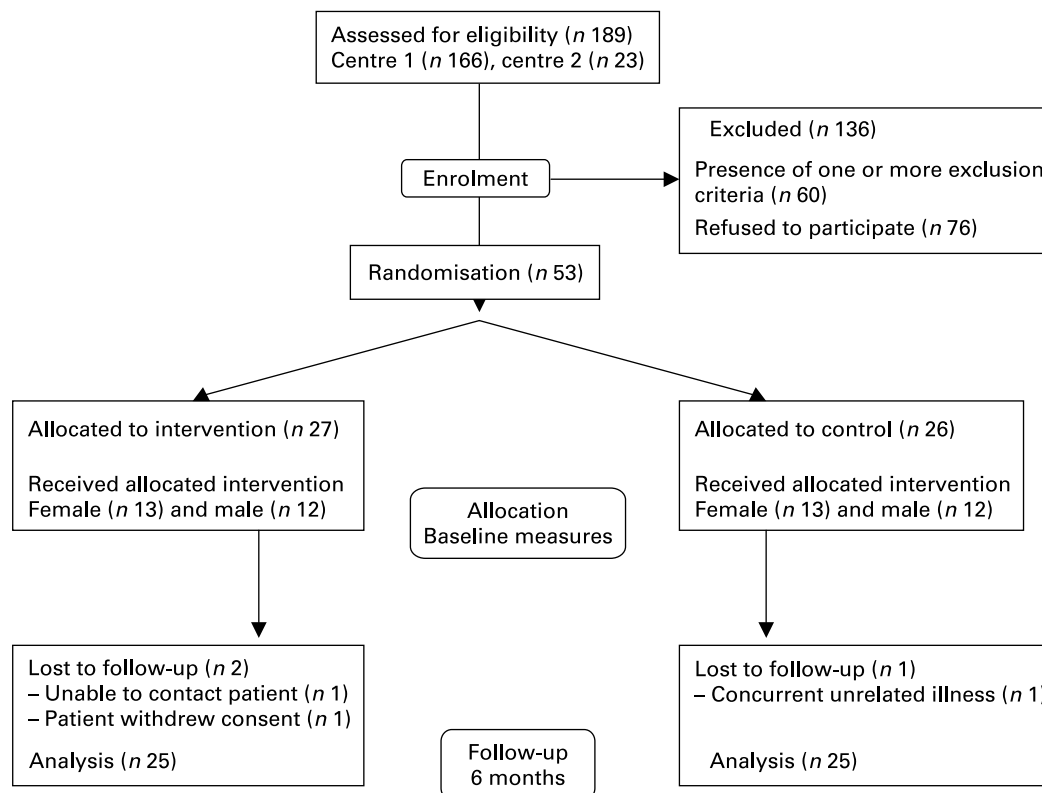 Assessed for eligibility (n 189)
Centre 1 (n 166), centre 2 (n 23)
Excluded (n 136)
Presence of one or more exclusion
criteria (n 60)
Refused to participate (n 76)
Enrolment
Randomisation (n 53)
Allocated to intervention (n 27)
Received allocated intervention
Female (n 13) and male (n 12)
Allocated to control (n 26)
Received allocated intervention
Female (n 13) and male (n 12)
Allocation
Baseline measures
Lost to follow-up (n 2)
– Unable to contact patient (n 1)
– Patient withdrew consent (n 1)
Analysis (n 25)
Lost to follow-up (n 1)
– Concurrent unrelated illness (n 1)
Analysis (n 25)
Follow-up
6 months